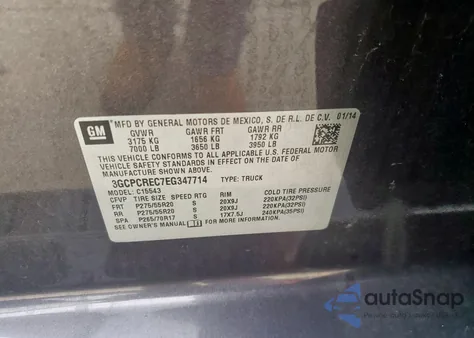 GM
MFD BY GENERAL MOTORS DE MEXICO, S. DE R.L. DE C.V. 01/14
GVWR GAWR FRT GAWR RR
3175 KG 1656 KG 1792 KG
7000 LB 3650 LB 3950 LB
THIS VEHICLE CONFORMS TO ALL APPLICABLE U.S. FEDERAL
MOTOR VEHICLE SAFETY STANDARDS IN EFFECT ON THE DATE OF
MANUFACTURE SHOWN ABOVE.
3GCPCREC7EG347714 TYPE: TRUCK
CFVP MODEL: C15543
TIRE SIZE SPEED RTG RIM COLD TIRE PRESSURE
FRT P275/55R20 S 20X9J 220KPA(32PSI)
RR P275/55R20 S 20X9J 220KPA(32PSI)
SPA P265/70R17 S 17X7.5J 240KPA(35PSI)
SEE OWNER'S MANUAL FOR MORE INFORMATION.
autoSnap